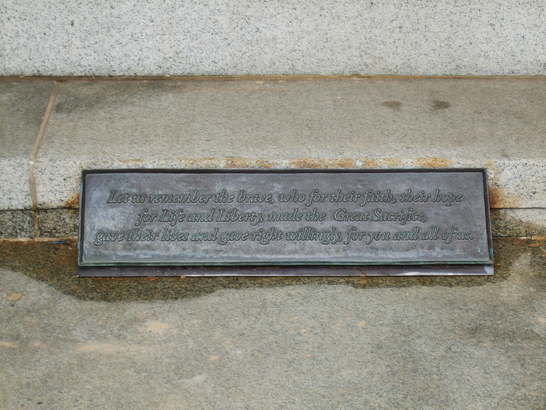 Let us remember the brave, who for their faith, their hope
for Life and Liberty, made the Great Sacrifice,
gave their lives and gave right willingly, for you and all of us.